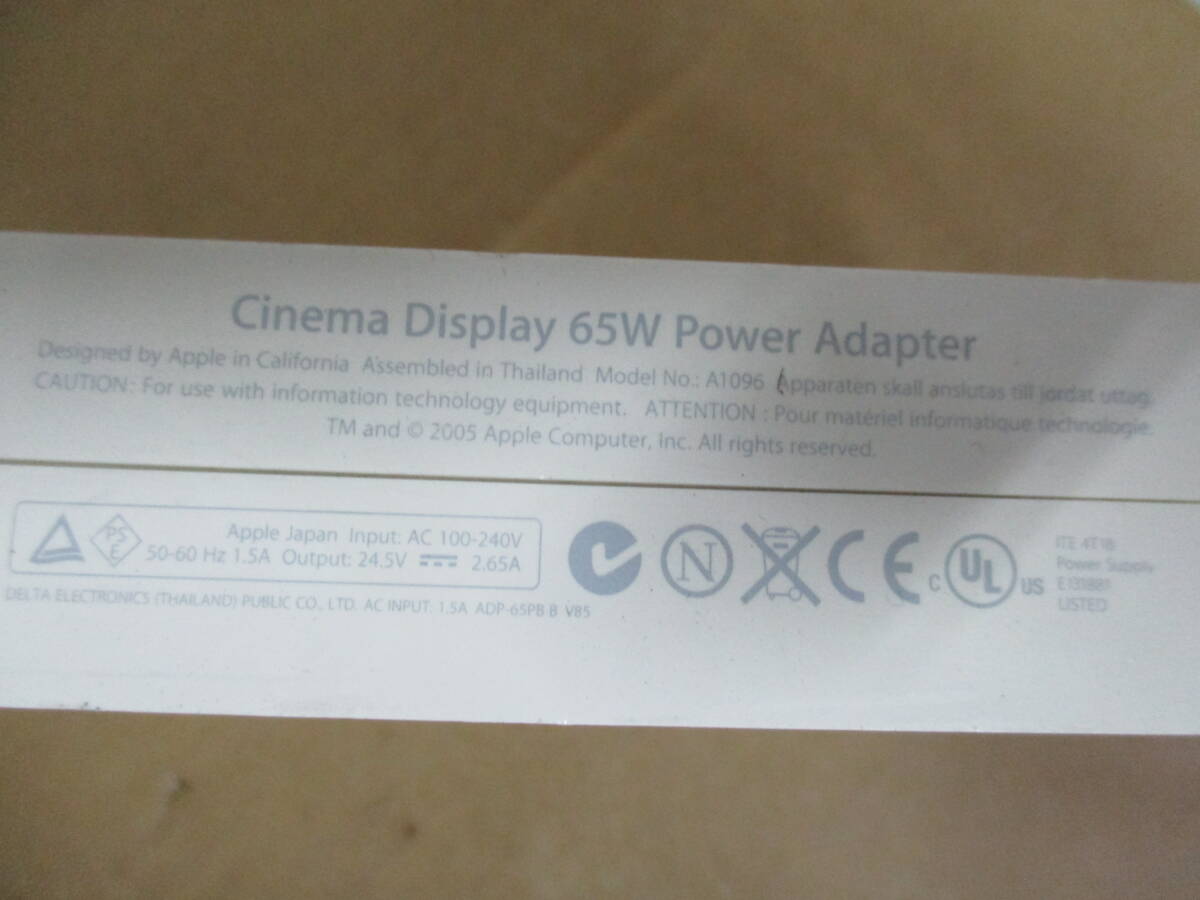 Cinema Display 65W Power Adapter
Designed by Apple in California Assembled in Thailand Model No.: A1096 Apparaten skall anslutas till jordat uttag.
CAUTION: For use with information technology equipment. ATTENTION : Pour matériel informatique technologie.
TM and © 2005 Apple Computer, Inc. All rights reserved.
PS E
Apple Japan Input: AC 100-240V
50-60 Hz 1.5A Output: 24.5V ⎓ 2.65A
DELTA ELECTRONICS (THAILAND) PUBLIC CO., LTD. AC INPUT: 1.5A ADP-65PB B V85
N CE
C UL US
ITE 4E18
Power Supply
E131881
LISTED